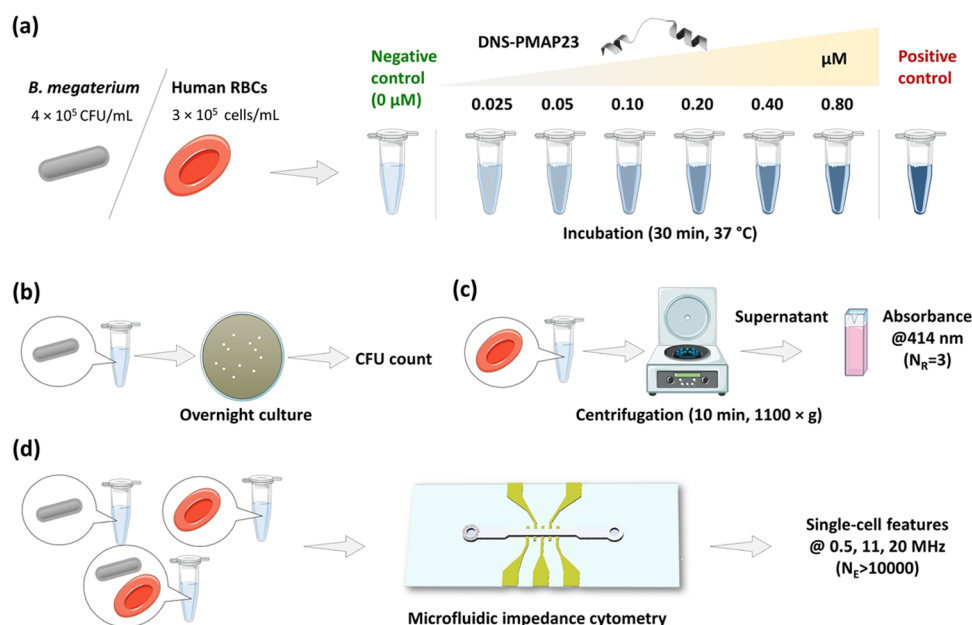 (a)
B. megaterium
4 × 10⁵ CFU/mL
Human RBCs
3 × 10⁵ cells/mL
Negative
control
(0 μM)
DNS-PMAP23
μM
0.025 0.05 0.10 0.20 0.40 0.80
Positive
control
Incubation (30 min, 37 °C)
(b)
CFU count
Overnight culture
(c)
Supernatant
Absorbance
@414 nm
(N_R=3)
Centrifugation (10 min, 1100 × g)
(d)
Single-cell features
@ 0.5, 11, 20 MHz
(N_E>10000)
Microfluidic impedance cytometry